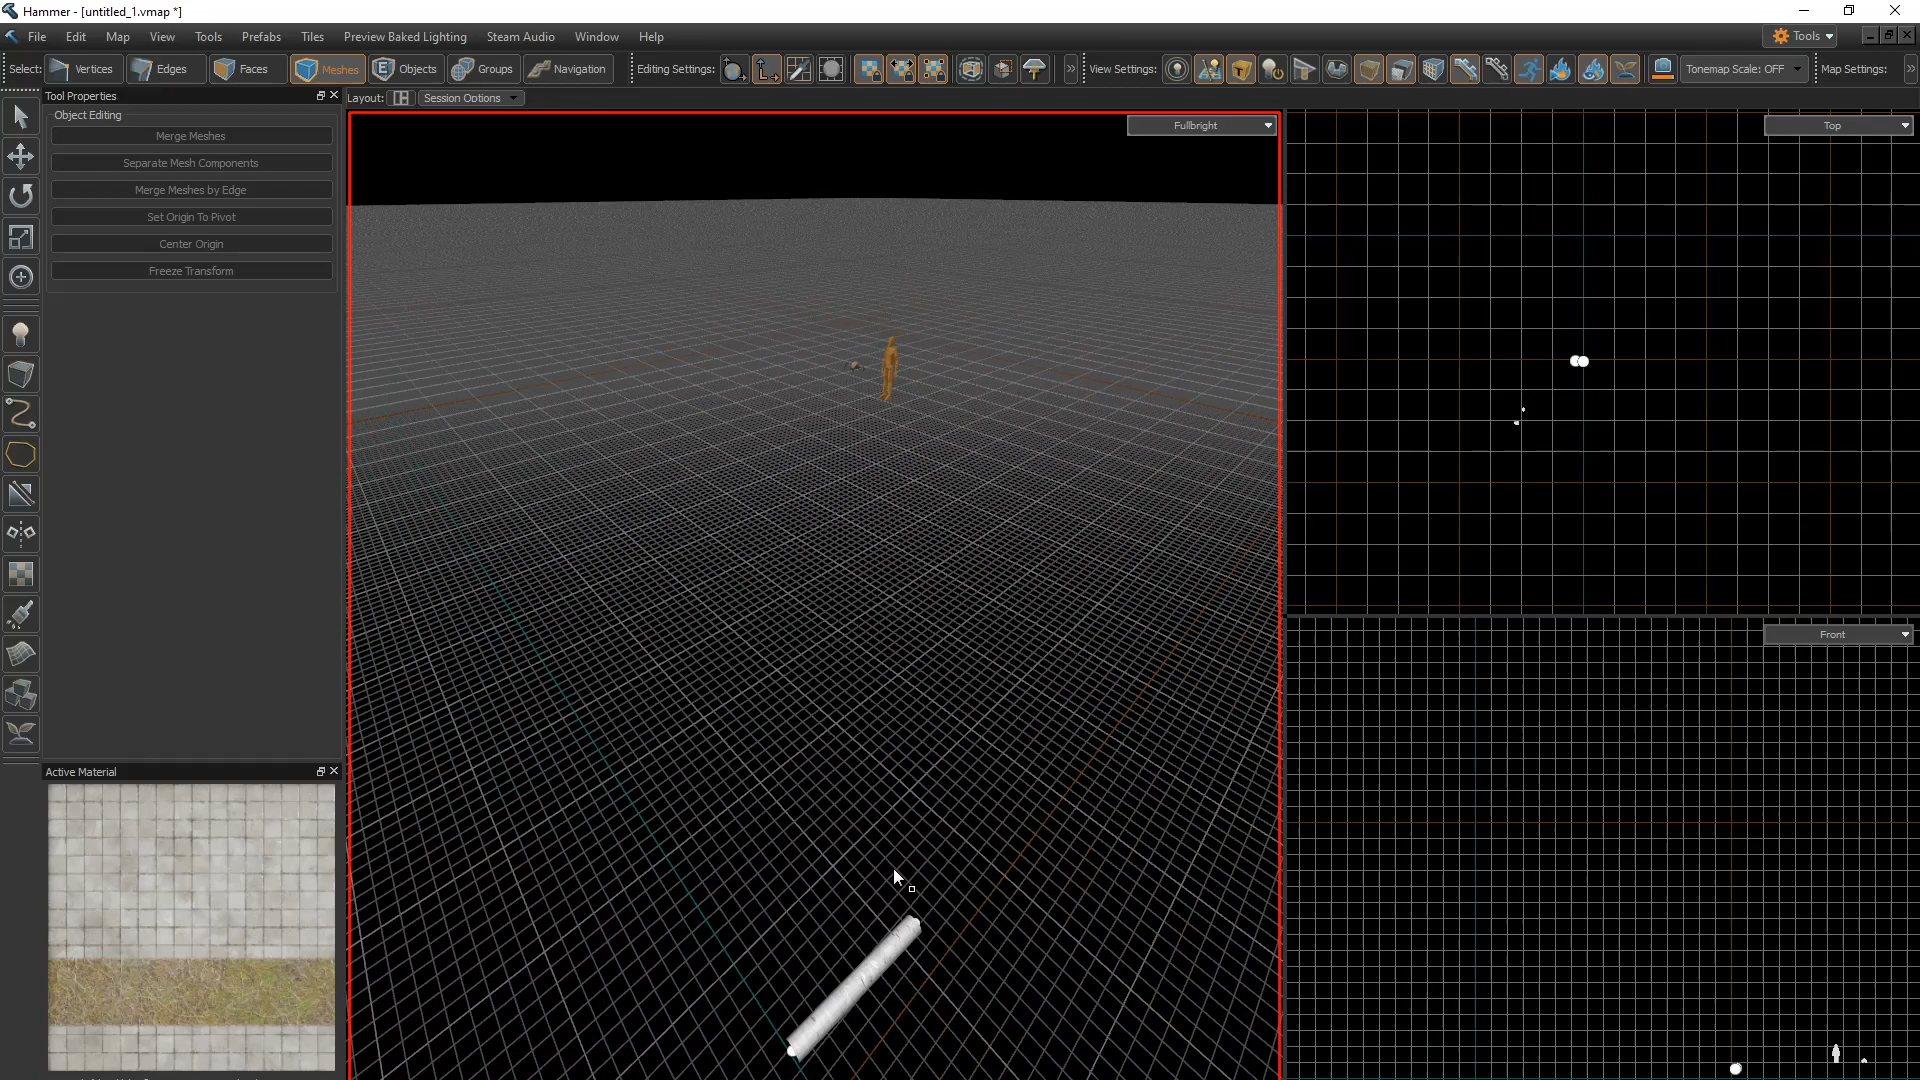 Hammer - [untitled_1.vmap *]
File Edit Map View Tools Prefabs Tiles Preview Baked Lighting Steam Audio Window Help Tools
Select: Vertices Edges Faces Meshes Objects Groups Navigation Editing Settings: View Settings: Tonemap Scale: OFF Map Settings:
Tool Properties
Layout: Session Options
Object Editing
Merge Meshes
Separate Mesh Components
Merge Meshes by Edge
Set Origin To Pivot
Center Origin
Freeze Transform
Fullbright
Top
Front
Active Material